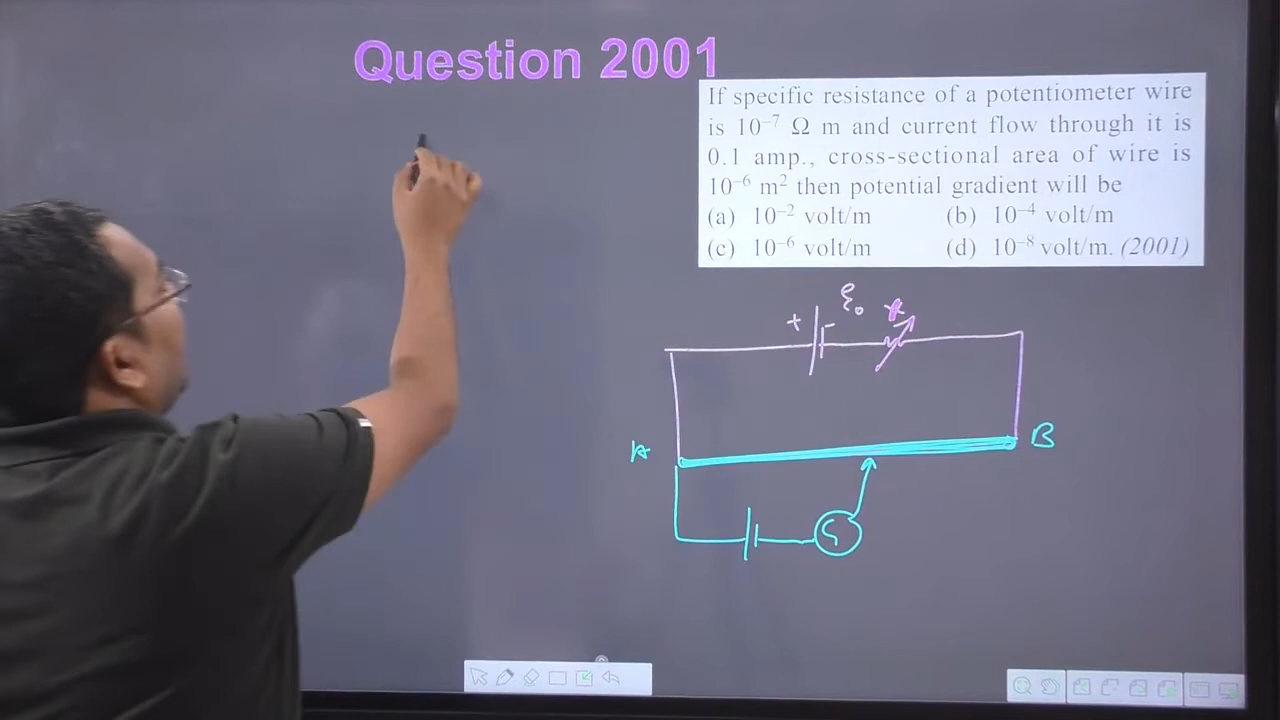 Question 2001
If specific resistance of a potentiometer wire
is 10⁻⁷ Ω m and current flow through it is
0.1 amp., cross-sectional area of wire is
10⁻⁶ m² then potential gradient will be
(a) 10⁻² volt/m (b) 10⁻⁴ volt/m
(c) 10⁻⁶ volt/m (d) 10⁻⁸ volt/m. (2001)
+ ε₀
A B
G